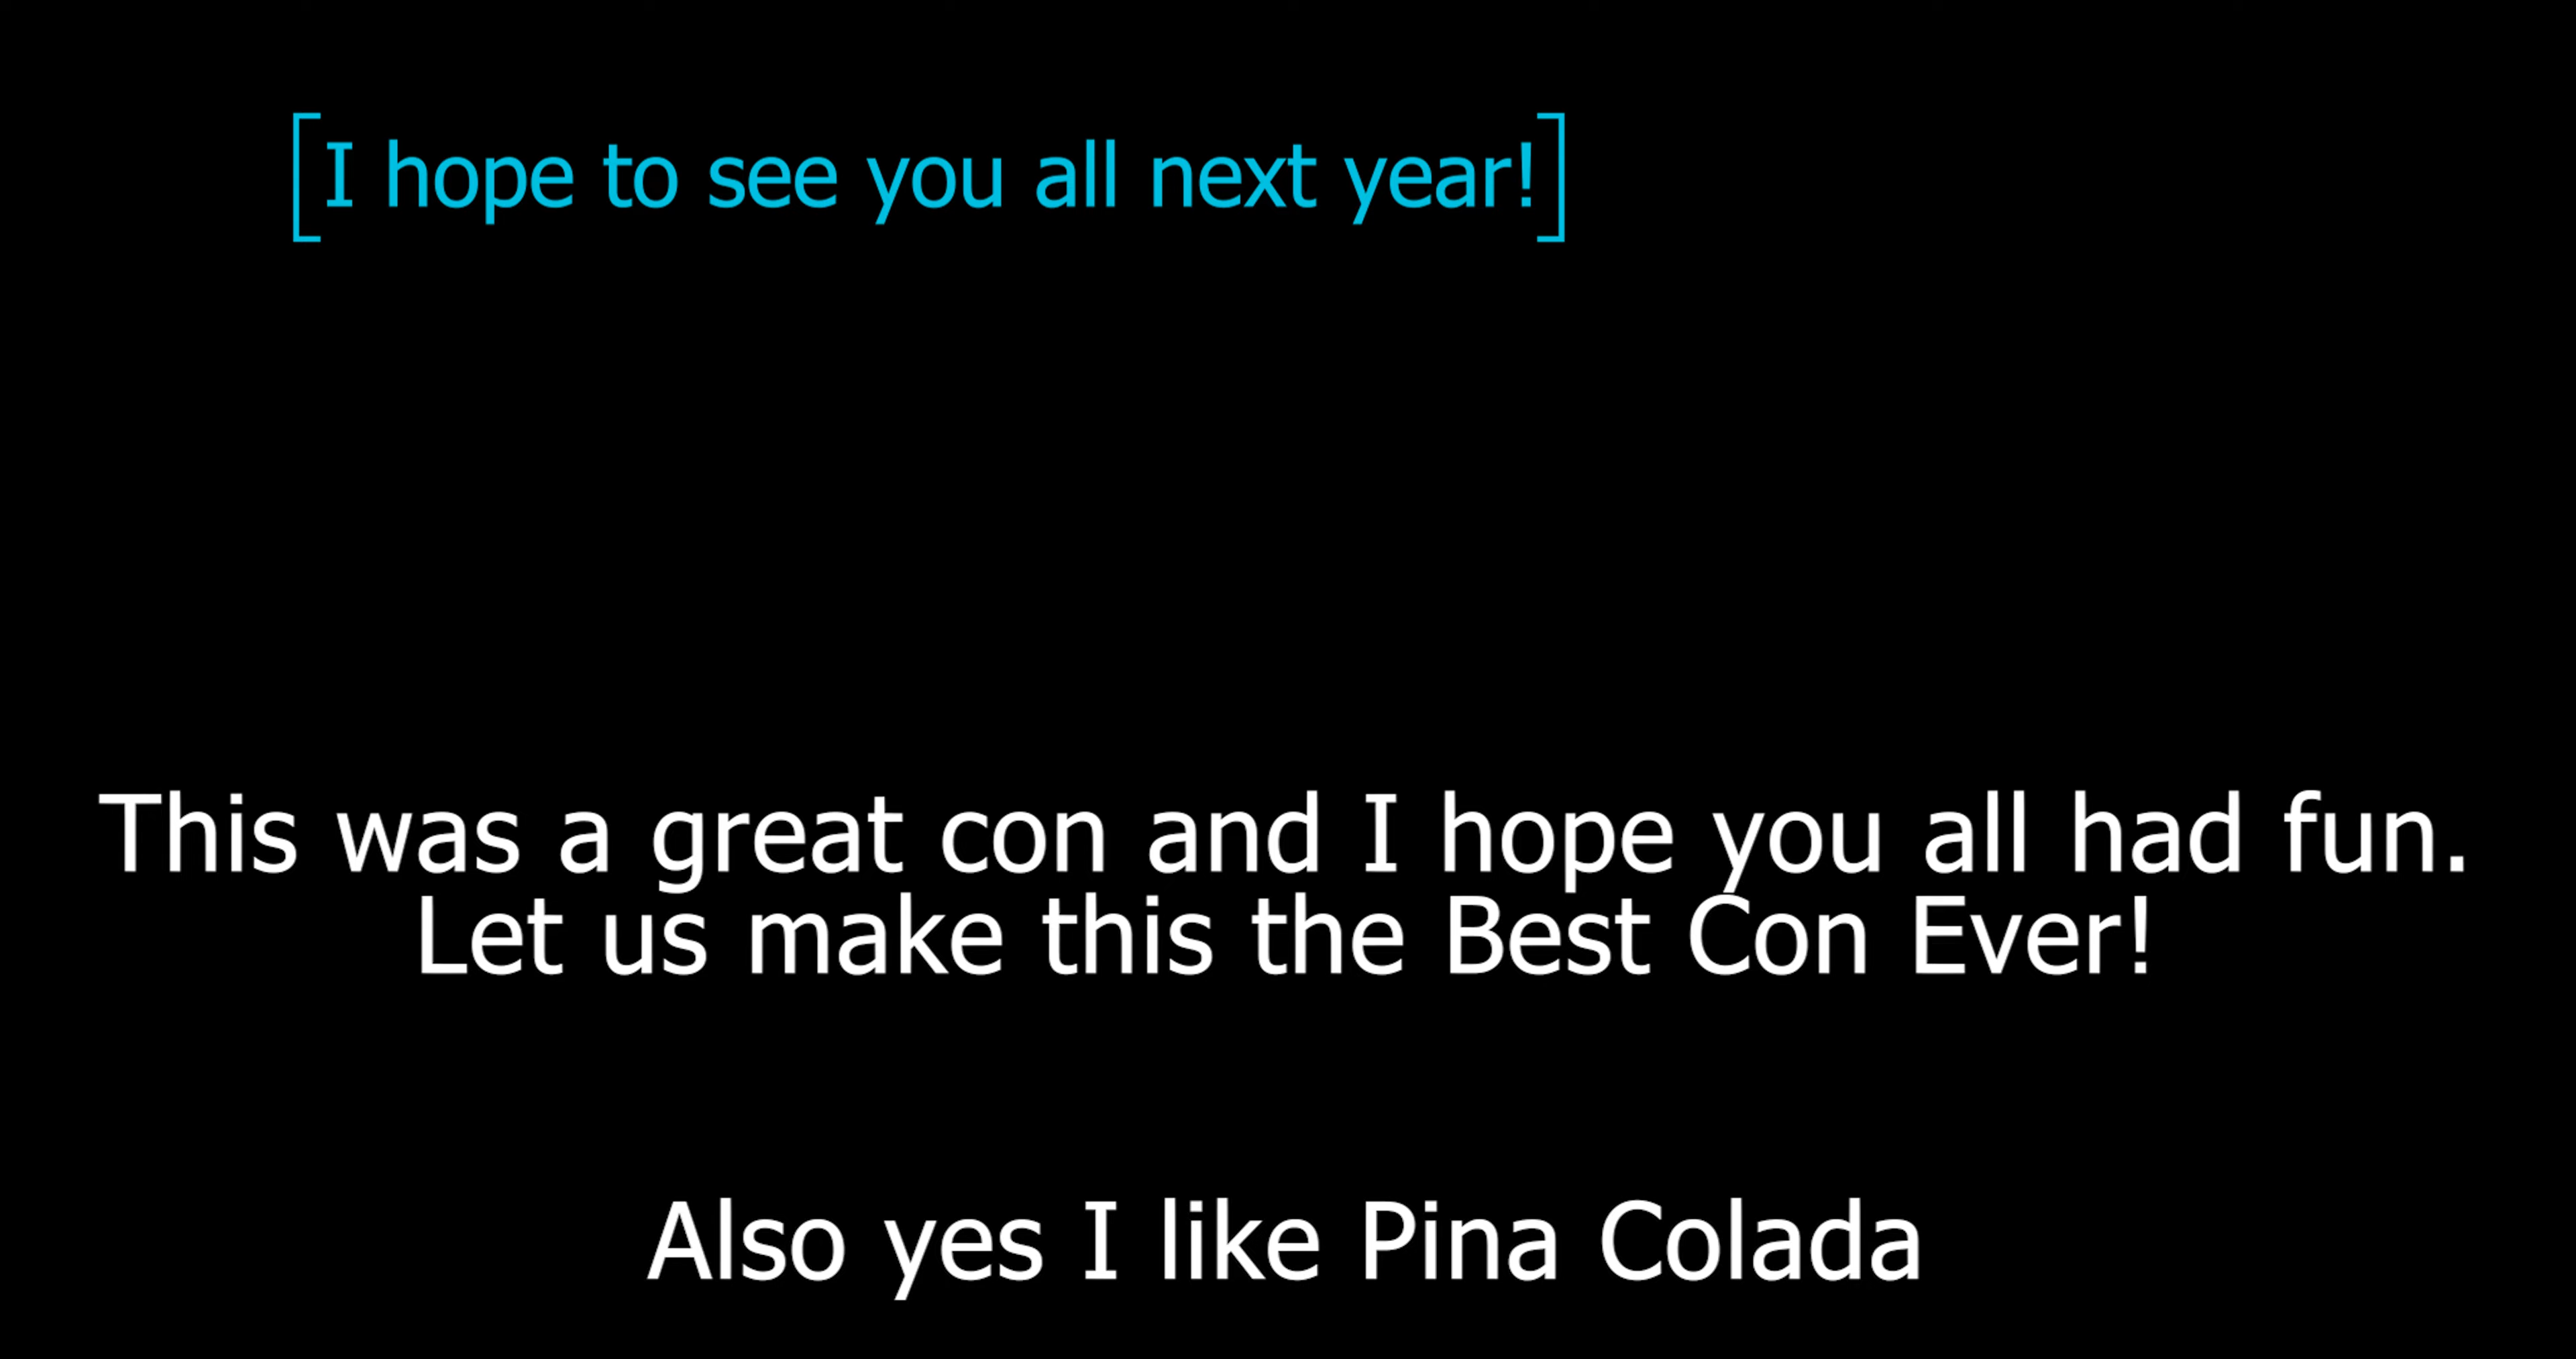 [I hope to see you all next year!]
This was a great con and I hope you all had fun.
Let us make this the Best Con Ever!
Also yes I like Pina Colada